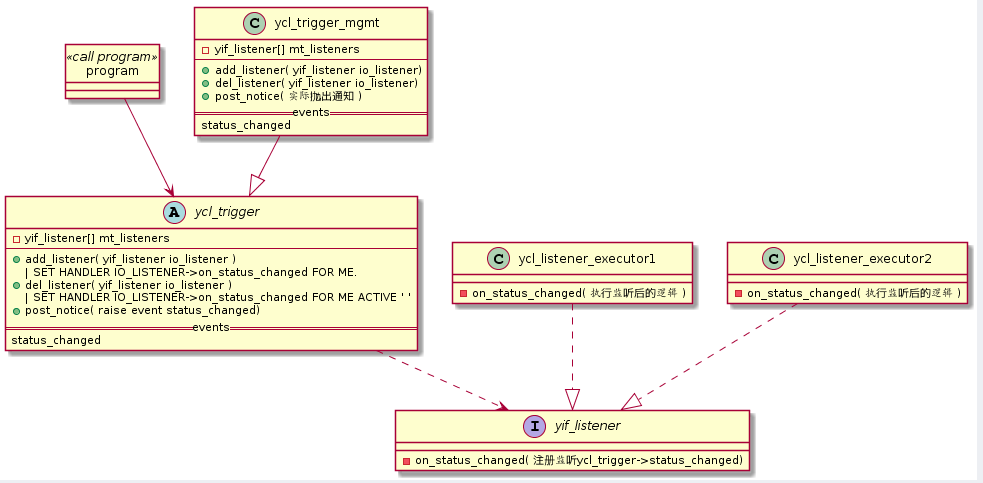 C ycl_trigger_mgmt
yif_listener[] mt_listeners
add_listener( yif_listener io_listener)
del_listener( yif_listener io_listener)
post_notice( 实际抛出通知 )
events
status_changed
«call program»
program
A ycl_trigger
yif_listener[] mt_listeners
add_listener( yif_listener io_listener )
| SET HANDLER IO_LISTENER->on_status_changed FOR ME.
del_listener( yif_listener io_listener )
| SET HANDLER IO_LISTENER->on_status_changed FOR ME ACTIVE ' '
post_notice( raise event status_changed)
events
status_changed
C ycl_listener_executor1
on_status_changed( 执行监听后的逻辑 )
C ycl_listener_executor2
on_status_changed( 执行监听后的逻辑 )
I yif_listener
on_status_changed( 注册监听ycl_trigger->status_changed)